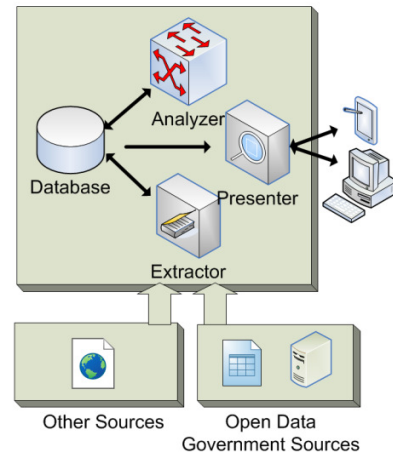 Analyzer
Database
Presenter
Extractor
Other Sources
Open Data
Government Sources